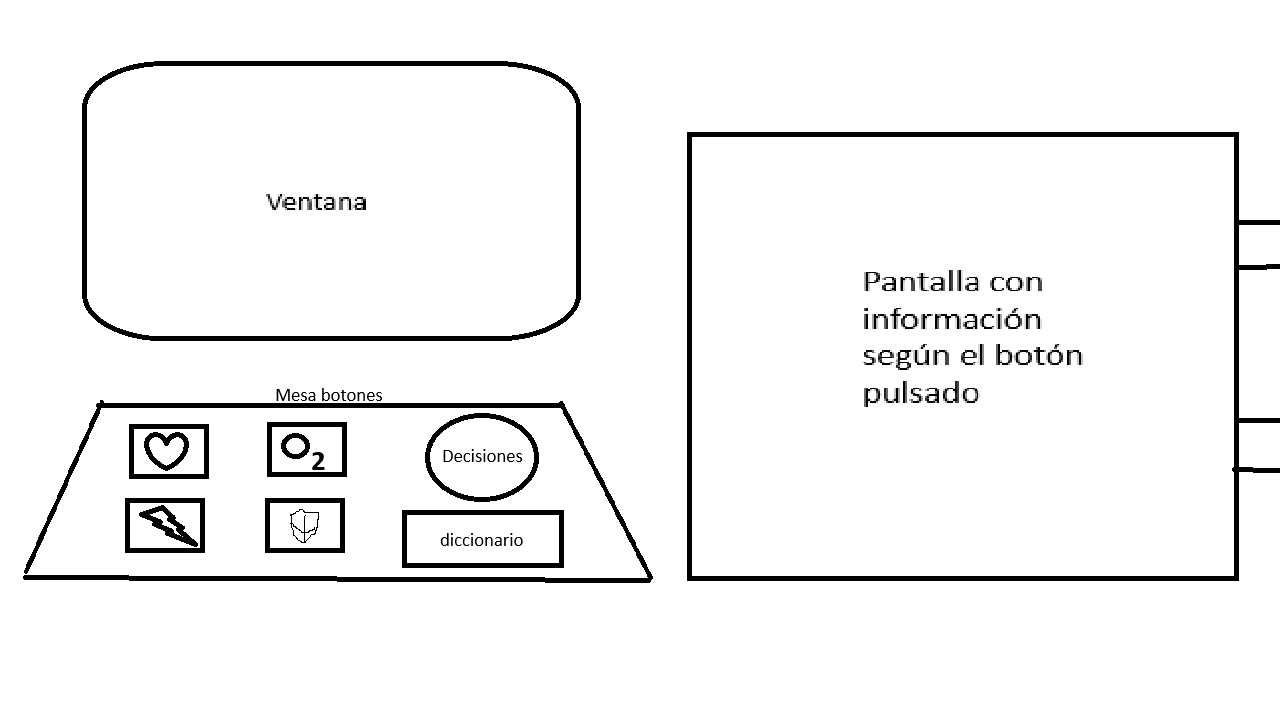 Ventana
Mesa botones
O2
Decisiones
diccionario
Pantalla con
información
según el botón
pulsado